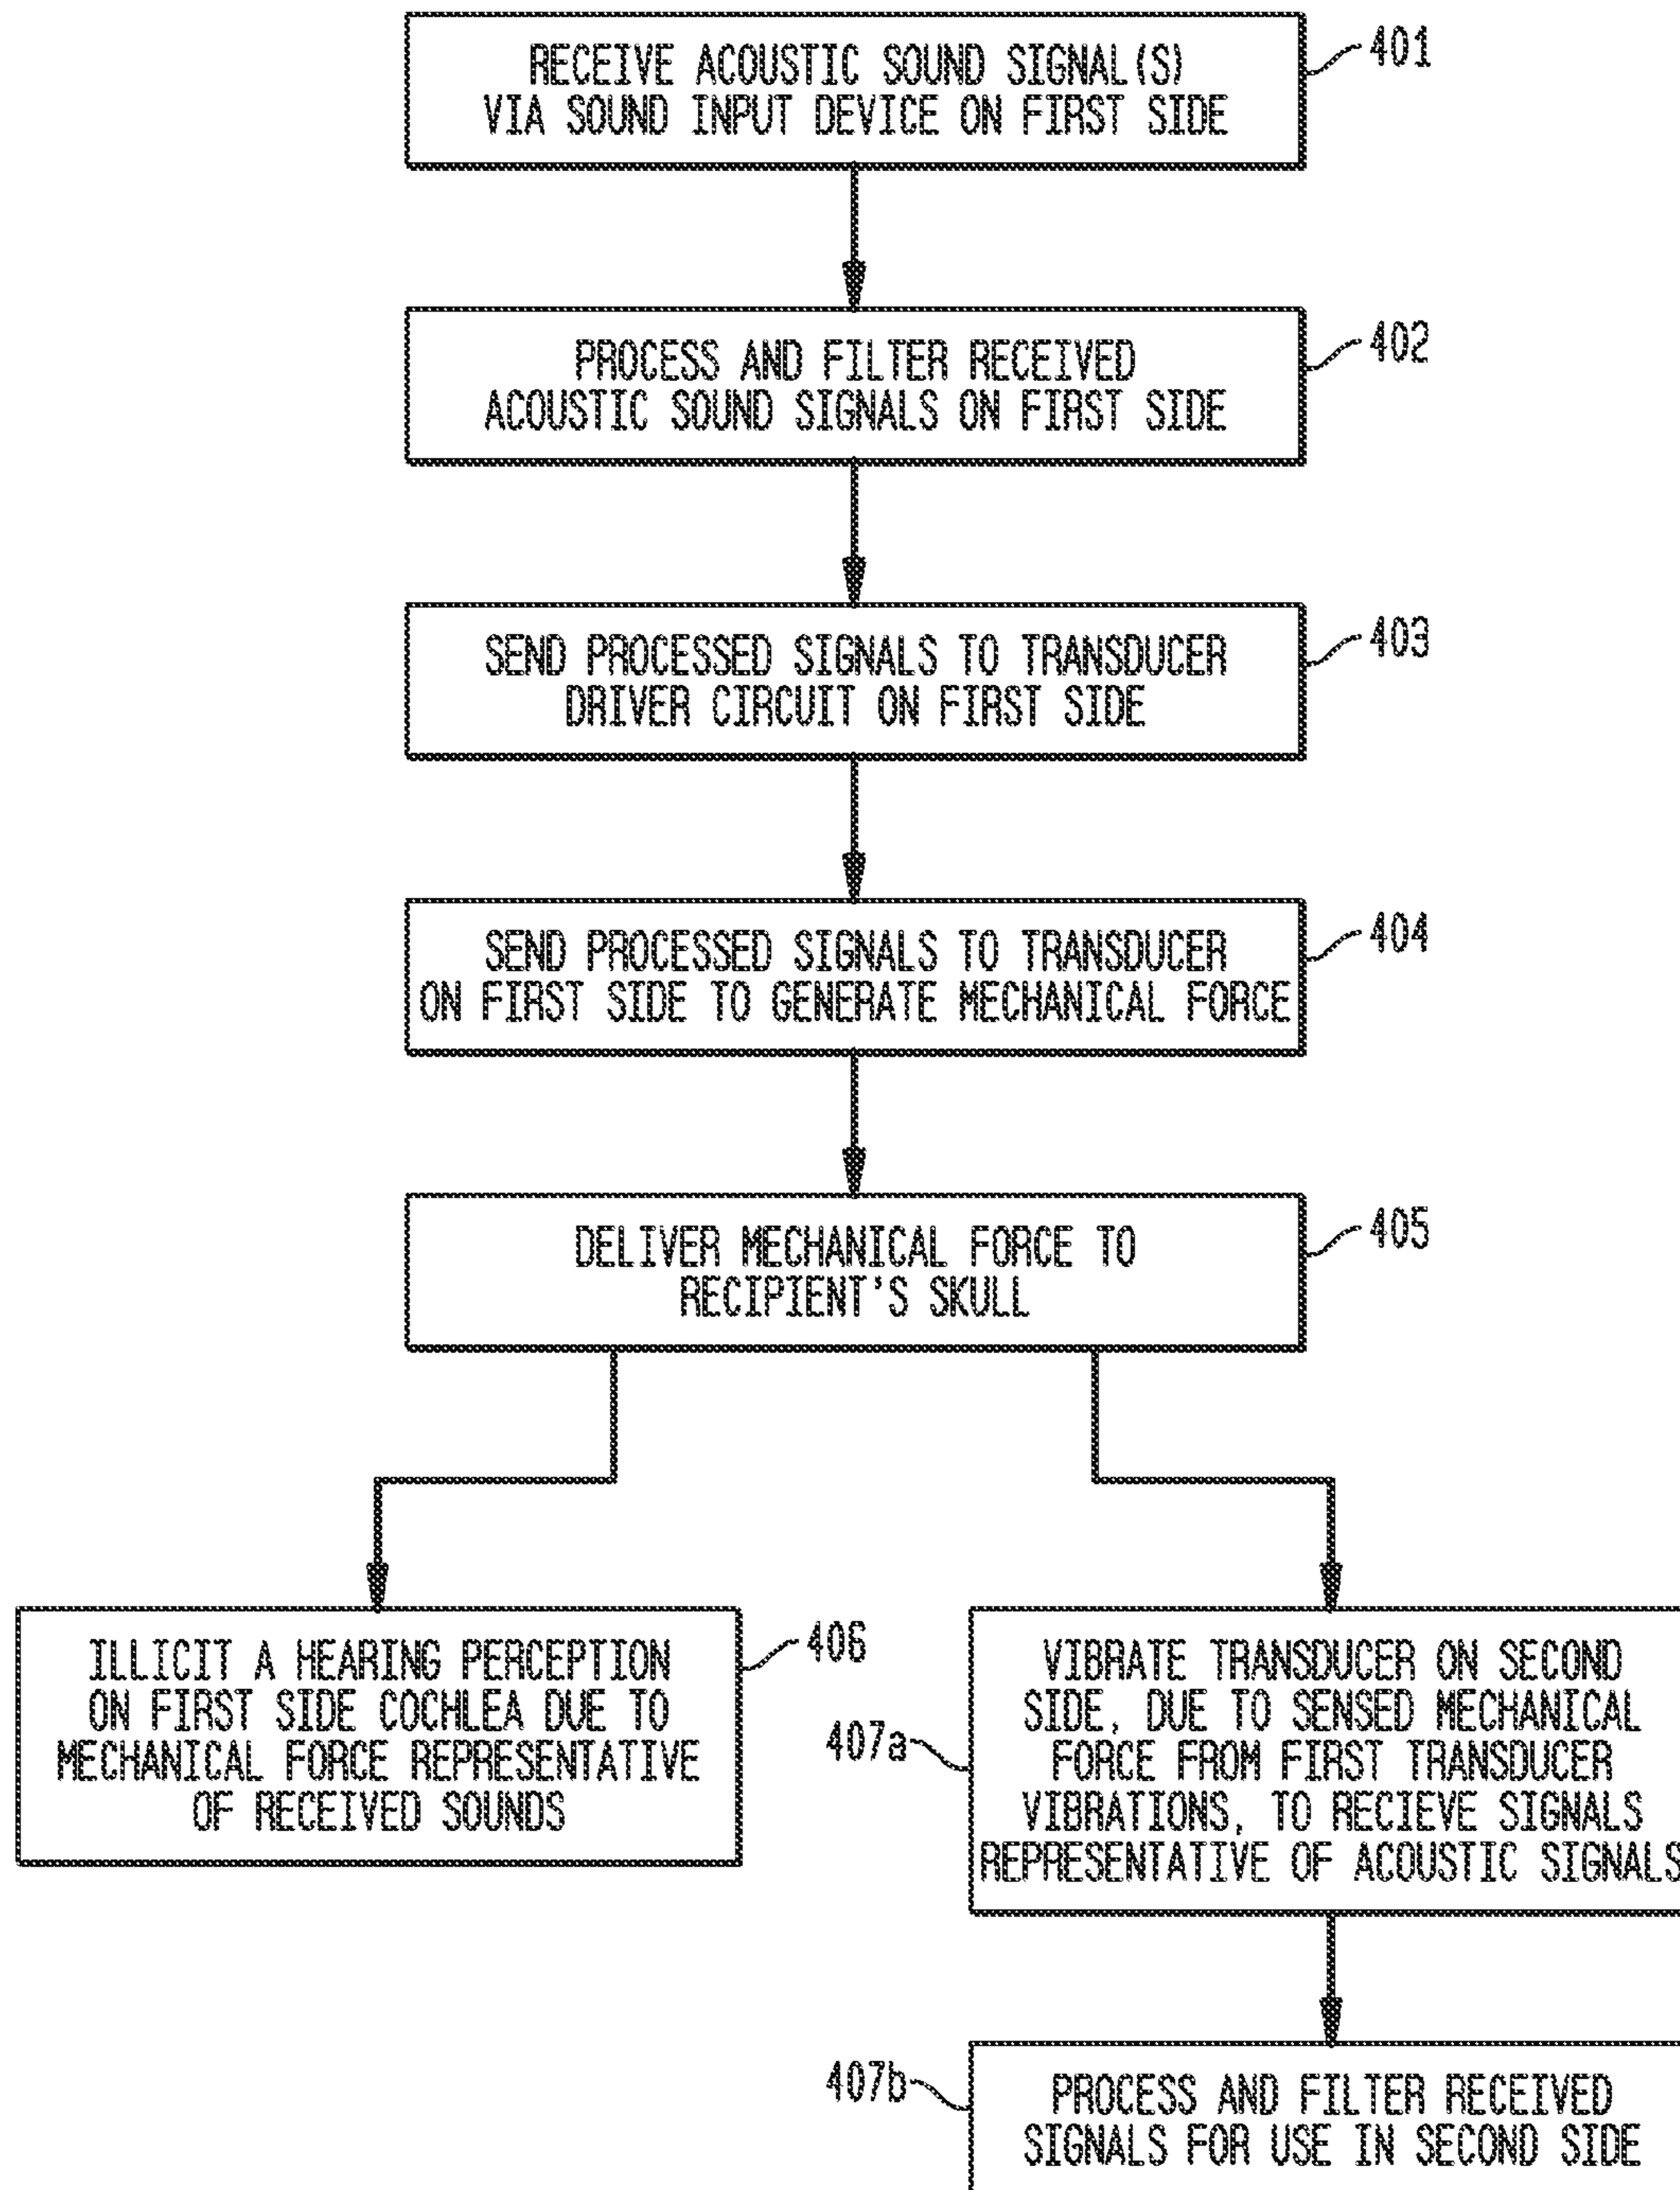 RECEIVE ACOUSTIC SOUND SIGNAL(S)
VIA SOUND INPUT DEVICE ON FIRST SIDE
401
PROCESS AND FILTER RECEIVED
ACOUSTIC SOUND SIGNALS ON FIRST SIDE
402
SEND PROCESSED SIGNALS TO TRANSDUCER
DRIVER CIRCUIT ON FIRST SIDE
403
SEND PROCESSED SIGNALS TO TRANSDUCER
ON FIRST SIDE TO GENERATE MECHANICAL FORCE
404
DELIVER MECHANICAL FORCE TO
RECIPIENT'S SKULL
405
ILLICIT A HEARING PERCEPTION
ON FIRST SIDE COCHLEA DUE TO
MECHANICAL FORCE REPRESENTATIVE
OF RECEIVED SOUNDS
406
VIBRATE TRANSDUCER ON SECOND
SIDE, DUE TO SENSED MECHANICAL
FORCE FROM FIRST TRANSDUCER
VIBRATIONS, TO RECIEVE SIGNALS
REPRESENTATIVE OF ACOUSTIC SIGNALS
407a
PROCESS AND FILTER RECEIVED
SIGNALS FOR USE IN SECOND SIDE
407b